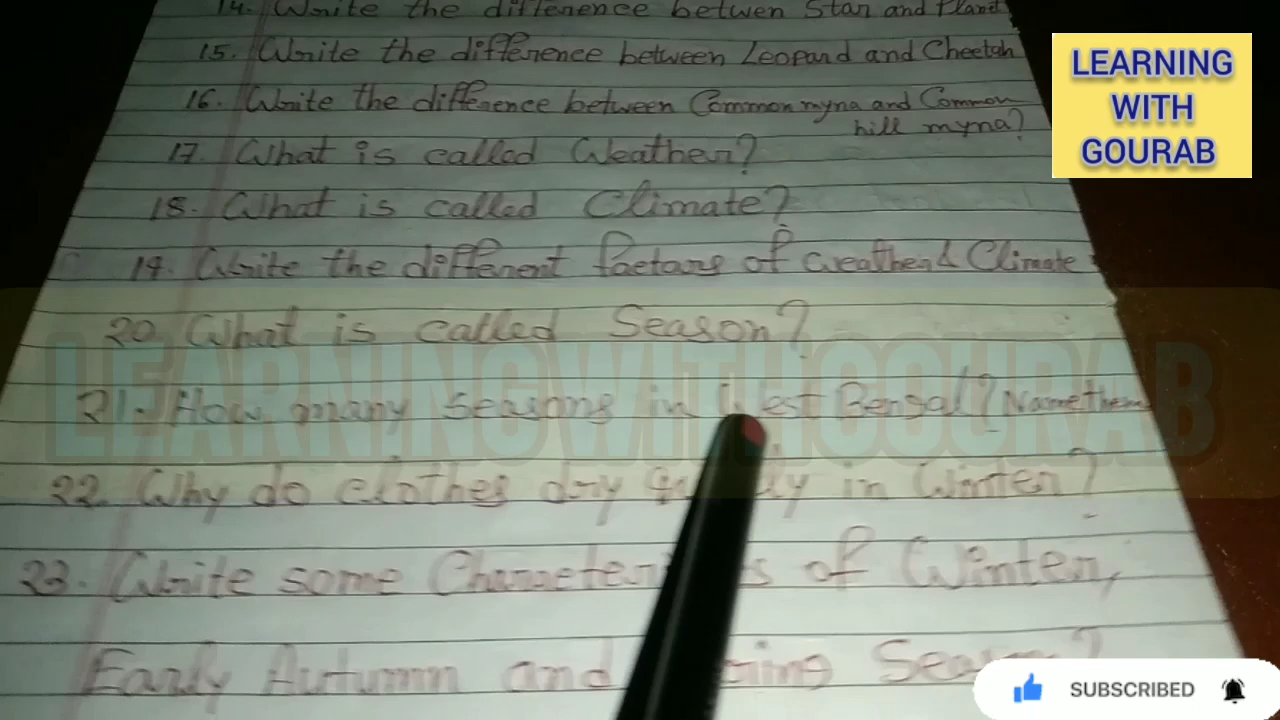 14. Write the difference betwen Star and Planet
15. Write the difference between Leopard and Cheetah
16. Write the difference between Common myna and Common
hill myna?
17. What is called Weather?
18. What is called Climate?
19. Write the different factors of weather & Climate
20. What is called Season?
21. How many seasons in West Bengal? Name them
22. Why do clothes dry in Winter?
23. Write some of Winter,
Early Autumn and Season?
LEARNING
WITH
GOURAB
LEARNINGWITHGOURAB
SUBSCRIBED